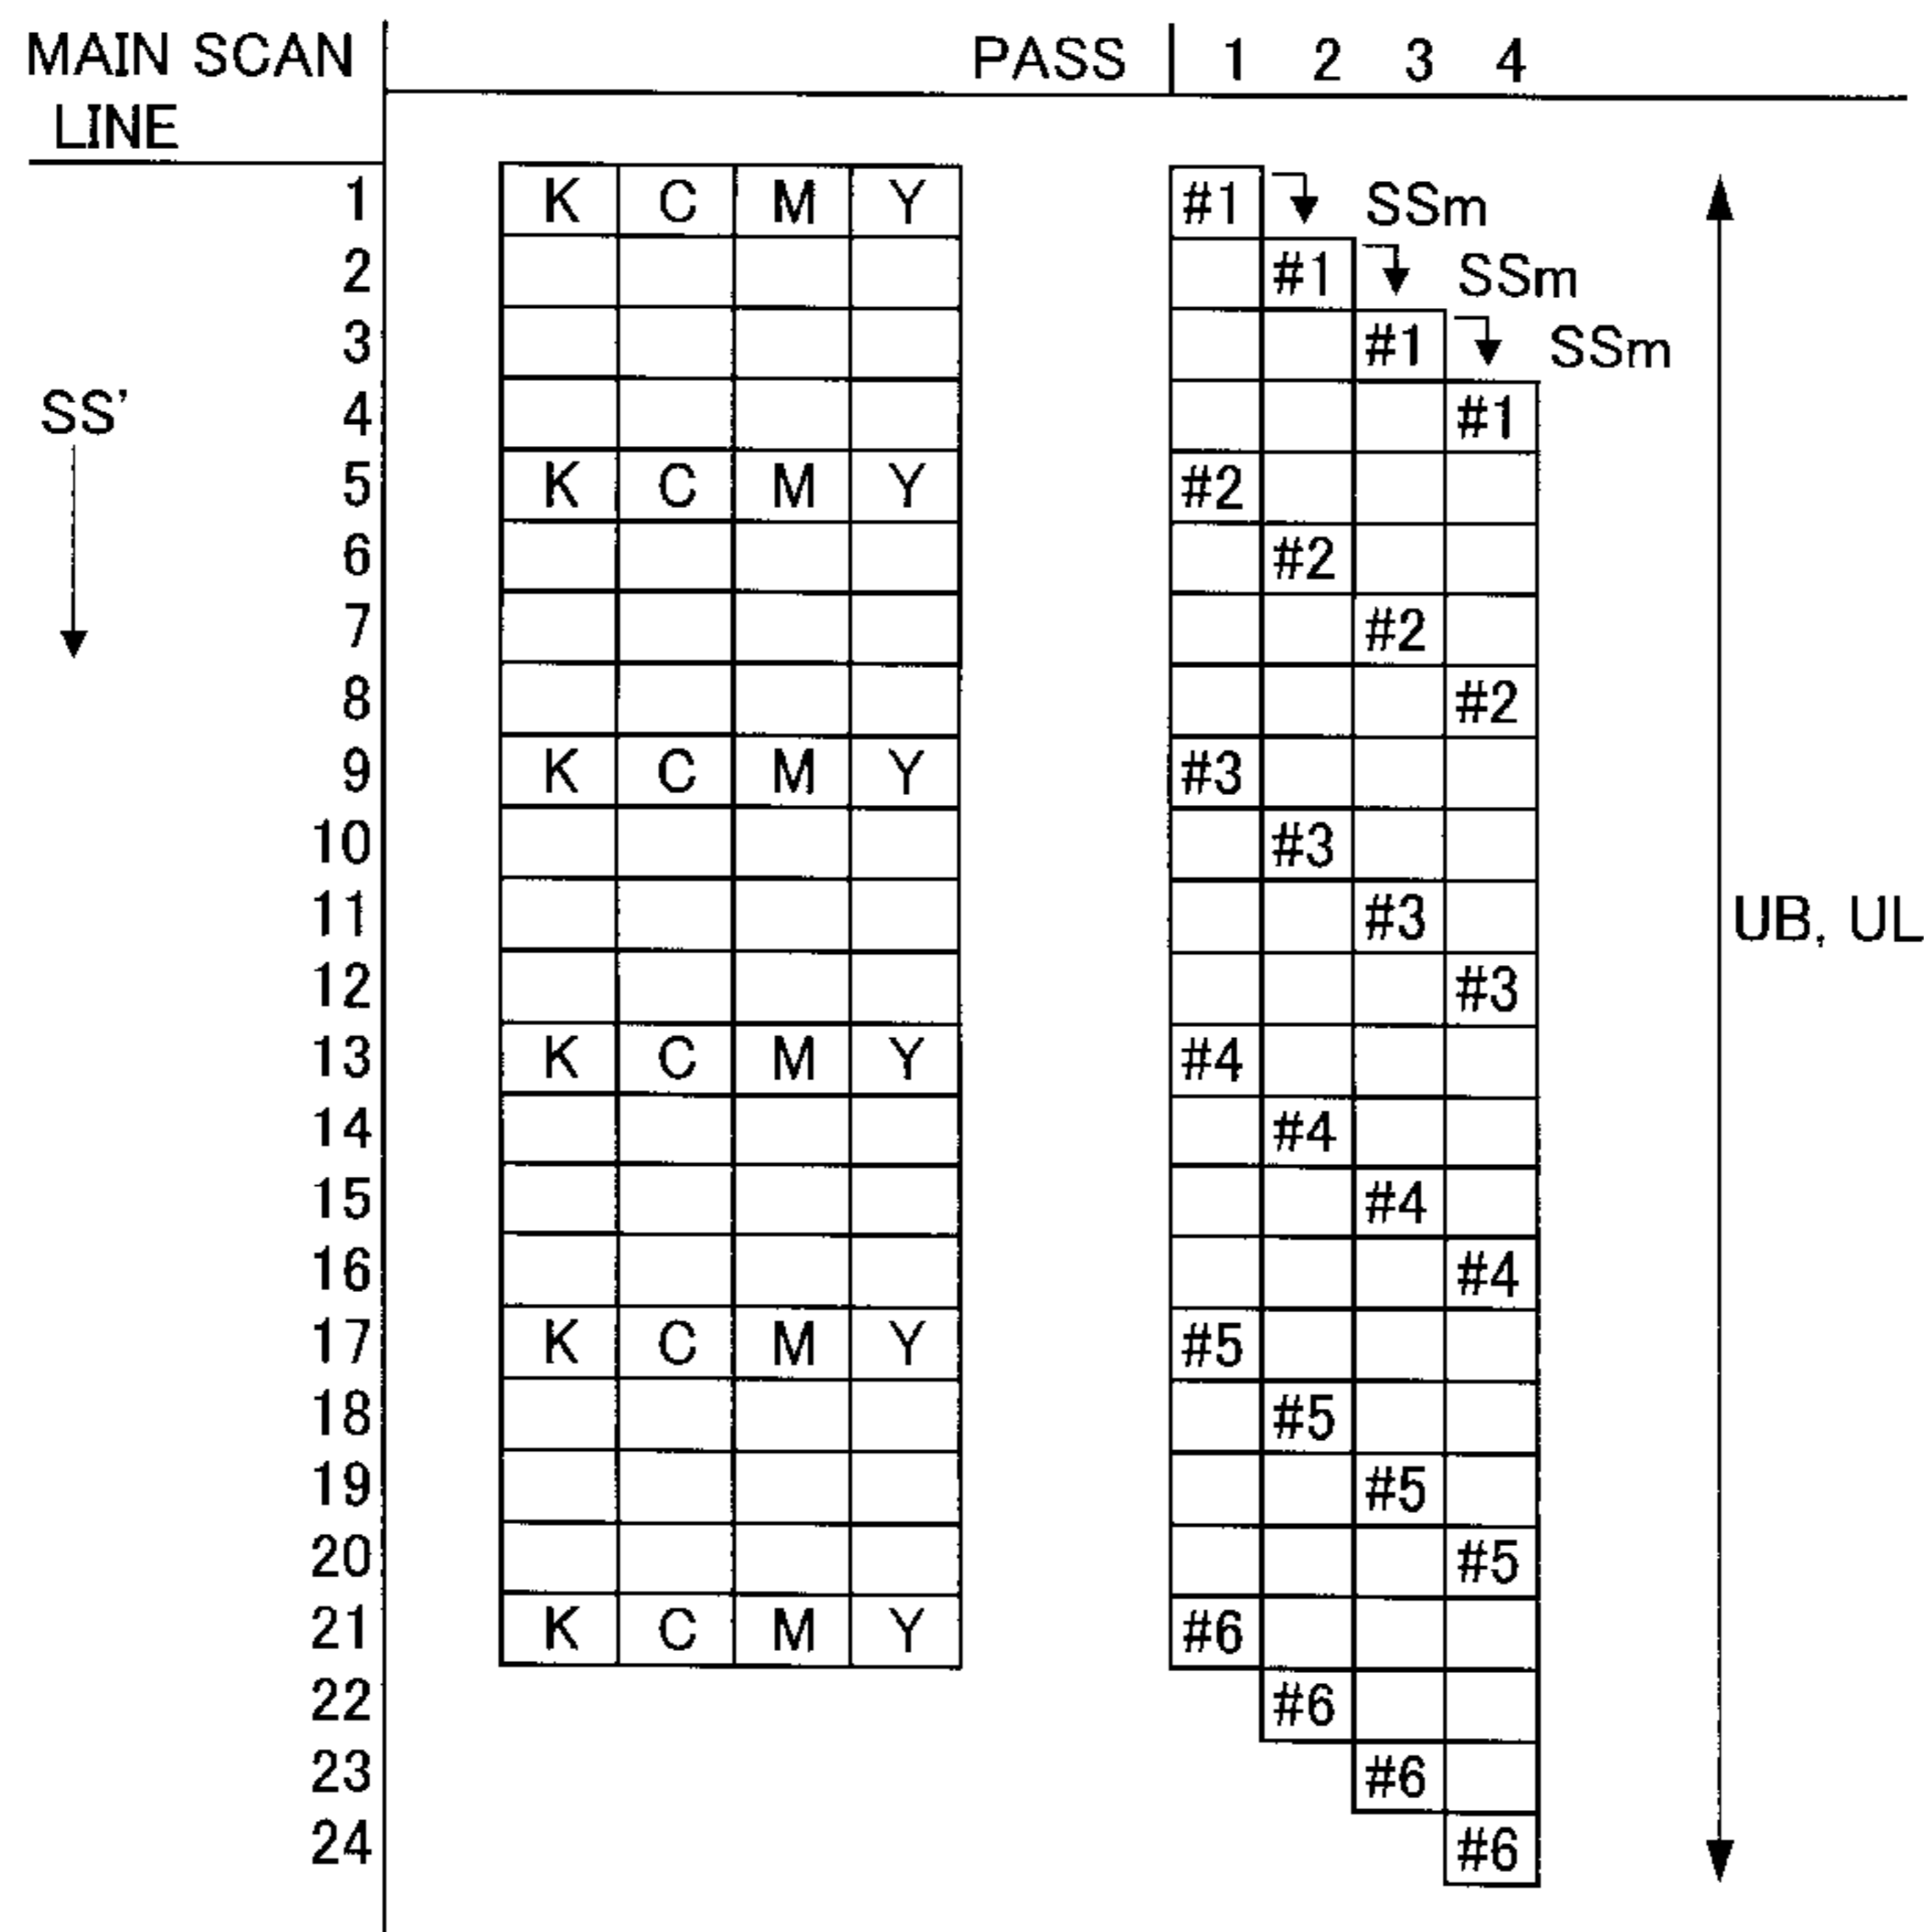 MAIN SCAN PASS 1 2 3 4
LINE
1 K C M Y #1 SSm
2 #1 SSm
3 #1 SSm
SS' 4 #1
5 K C M Y #2
6 #2
7 #2
8 #2
9 K C M Y #3
10 #3
11 #3 UB, UL
12 #3
13 K C M Y #4
14 #4
15 #4
16 #4
17 K C M Y #5
18 #5
19 #5
20 #5
21 K C M Y #6
22 #6
23 #6
24 #6